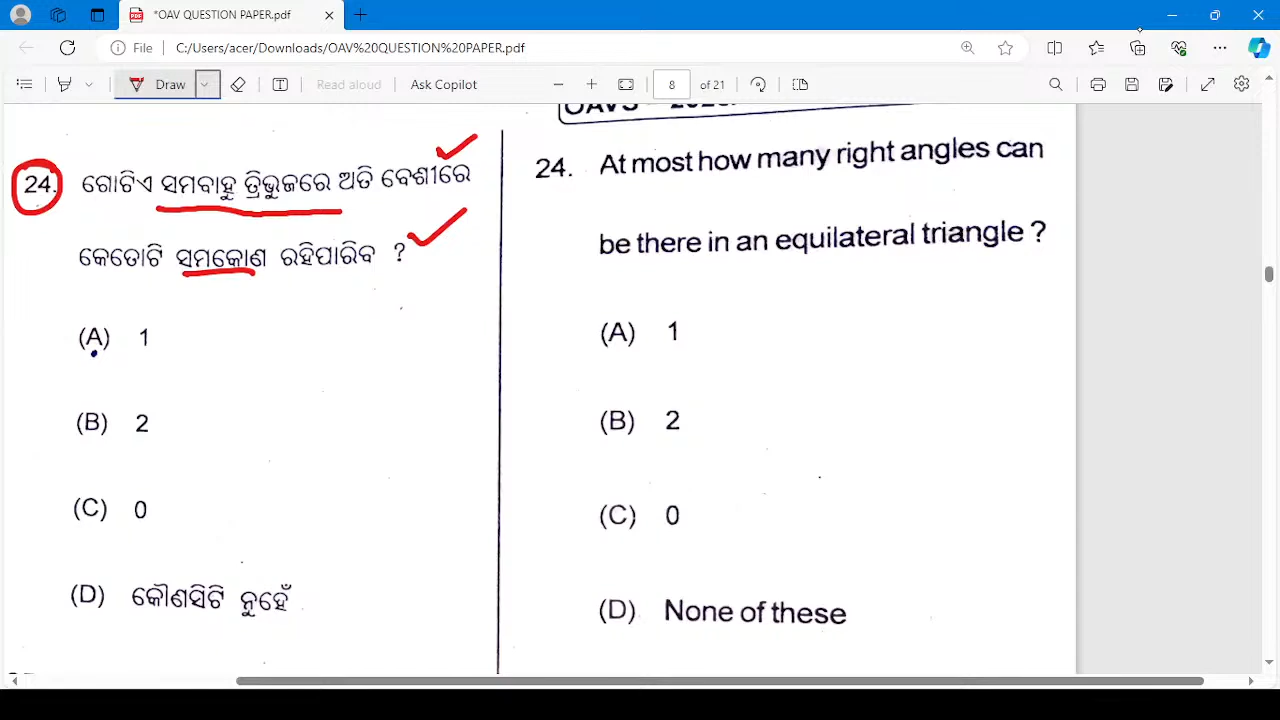 *OAV QUESTION PAPER.pdf
File
C:/Users/acer/Downloads/OAV%20QUESTION%20PAPER.pdf
Draw
Read aloud
Ask Copilot
8
of 21
24.
ଗୋଟିଏ ସମବାହୁ ତ୍ରିଭୁଜରେ ଅତି ବେଶୀରେ
କେତୋଟି ସମକୋଣ ରହିପାରିବ ?
(A) 1
(B) 2
(C) 0
(D) କୌଣସିଟି ନୁହେଁ
24. At most how many right angles can
be there in an equilateral triangle ?
(A) 1
(B) 2
(C) 0
(D) None of these